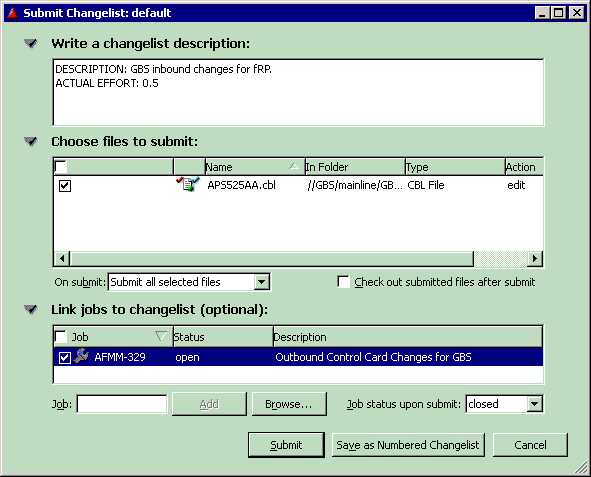 Submit Changelist: default
Write a changelist description:
DESCRIPTION: GBS inbound changes for fRP.
ACTUAL EFFORT: 0.5
Choose files to submit:
Name In Folder Type Action
APS525AA.cbl //GBS/mainline/GB... CBL File edit
On submit: Submit all selected files Check out submitted files after submit
Link jobs to changelist (optional):
Job Status Description
AFMM-329 open Outbound Control Card Changes for GBS
Job: Add Browse... Job status upon submit: closed
Submit Save as Numbered Changelist Cancel